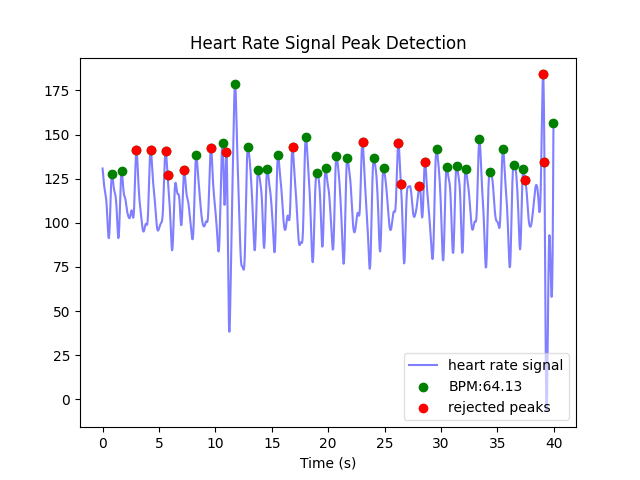 Heart Rate Signal Peak Detection
175
150
125
100
75
50
25
0
heart rate signal
BPM:64.13
rejected peaks
0 5 10 15 20 25 30 35 40
Time (s)